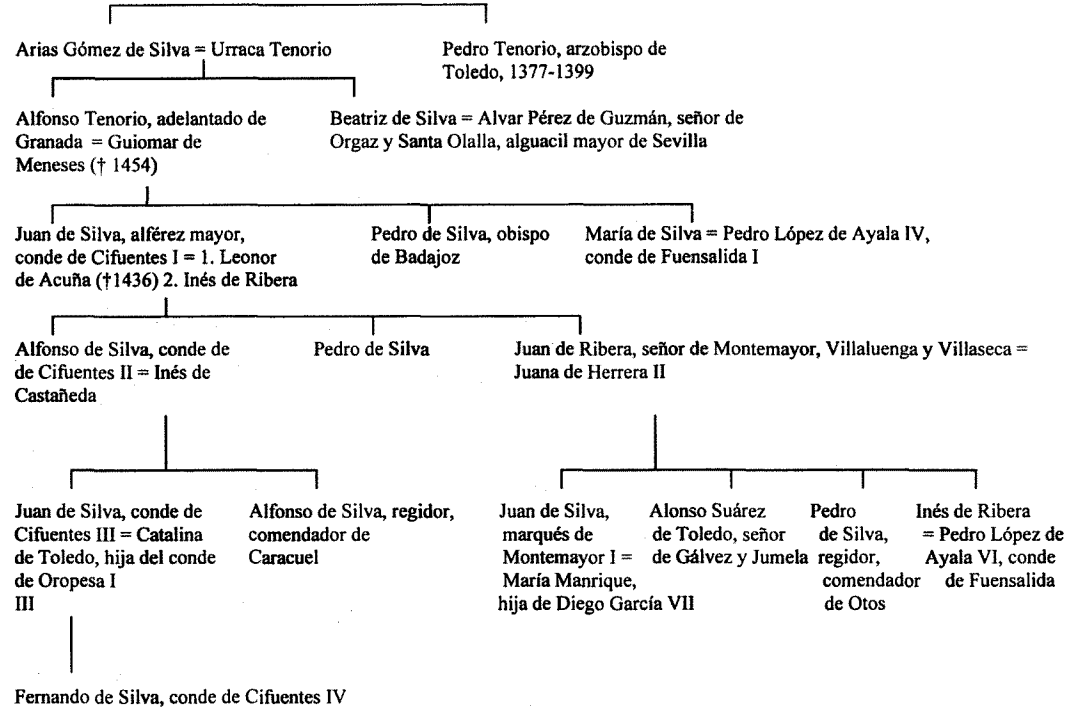 Arias Gómez de Silva = Urraca Tenorio
Pedro Tenorio, arzobispo de
Toledo, 1377-1399
Alfonso Tenorio, adelantado de
Granada = Guiomar de
Meneses († 1454)
Beatriz de Silva = Alvar Pérez de Guzmán, señor de
Orgaz y Santa Olalla, alguacil mayor de Sevilla
Juan de Silva, alférez mayor,
conde de Cifuentes I = 1. Leonor
de Acuña (†1436) 2. Inés de Ribera
Pedro de Silva, obispo
de Badajoz
María de Silva = Pedro López de Ayala IV,
conde de Fuensalida I
Alfonso de Silva, conde de
de Cifuentes II = Inés de
Castañeda
Pedro de Silva
Juan de Ribera, señor de Montemayor, Villaluenga y Villaseca =
Juana de Herrera II
Juan de Silva, conde de
Cifuentes III = Catalina
de Toledo, hija del conde
de Oropesa I
III
Alfonso de Silva, regidor,
comendador de
Caracuel
Juan de Silva,
marqués de
Montemayor I =
María Manrique,
hija de Diego García VII
Alonso Suárez
de Toledo, señor
de Gálvez y Jumela
Pedro
de Silva,
regidor,
comendador
de Otos
Inés de Ribera
= Pedro López de
Ayala VI, conde
de Fuensalida
Fernando de Silva, conde de Cifuentes IV